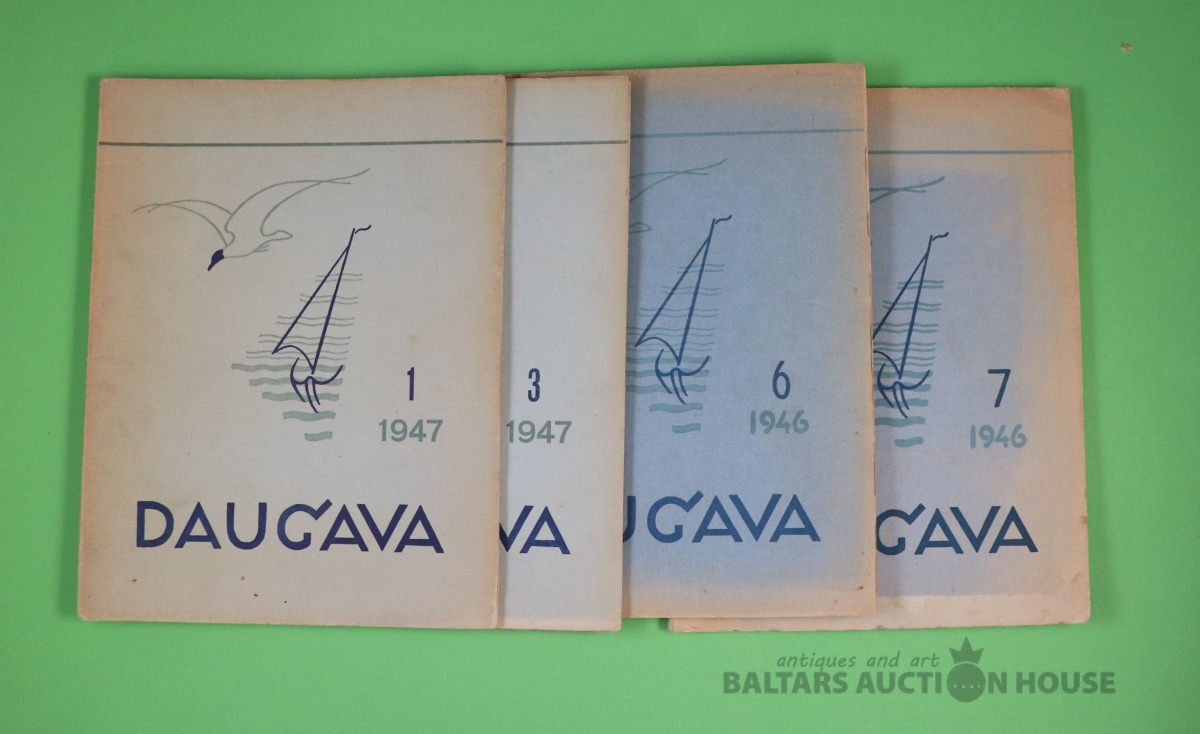 1
1947
DAUGAVA
3
1947
VA
6
1946
UGAVA
7
1946
GAVA
antiques and art
BALTARS AUCTION HOUSE